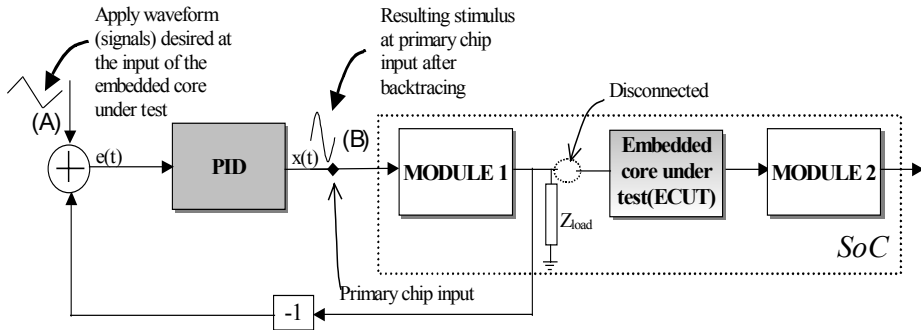 Apply waveform
(signals) desired at
the input of the
embedded core
under test
Resulting stimulus
at primary chip
input after
backtracing
Disconnected
(A)
(B)
e(t)
PID
x(t)
MODULE 1
Embedded
core under
test(ECUT)
MODULE 2
Zload
SoC
Primary chip input
-1